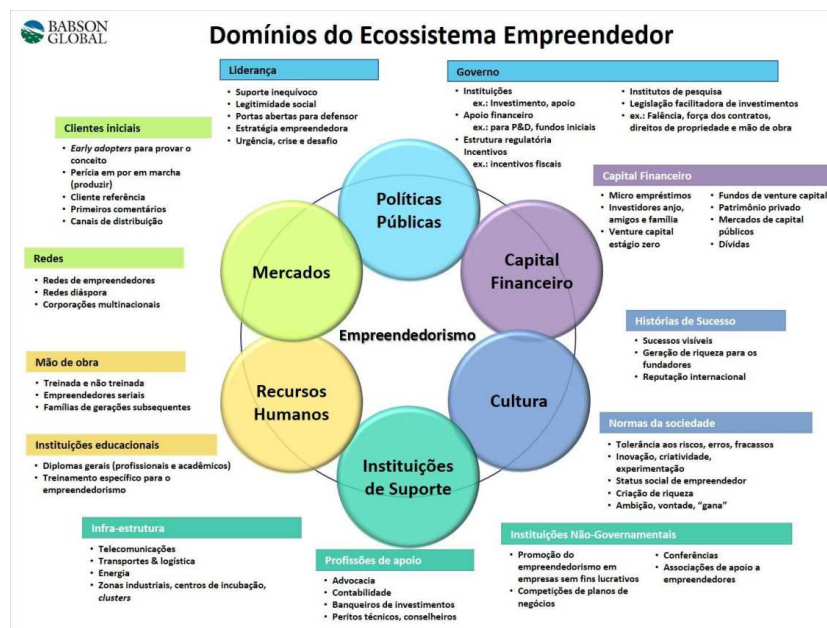 BABSON
GLOBAL
Domínios do Ecossistema Empreendedor
Liderança
• Suporte inequívoco
• Legitimidade social
• Portas abertas para defensor
• Estratégia empreendedora
• Urgência, crise e desafio
Governo
• Instituições
ex.: Investimento, apoio
• Apoio financeiro
ex.: para P&D, fundos iniciais
• Estrutura regulatória
Incentivos
ex.: incentivos fiscais
• Institutos de pesquisa
• Legislação facilitadora de investimentos
• ex.: Falência, força dos contratos,
direitos de propriedade e mão de obra
Clientes iniciais
• Early adopters para provar o
conceito
• Perícia em por em marcha
(produzir)
• Cliente referência
• Primeiros comentários
• Canais de distribuição
Capital Financeiro
• Micro empréstimos
• Investidores anjo,
amigos e família
• Venture capital
estágio zero
• Fundos de venture capital
• Patrimônio privado
• Mercados de capital
públicos
• Dívidas
Redes
• Redes de empreendedores
• Redes diáspora
• Corporações multinacionais
Políticas
Públicas
Mercados
Capital
Financeiro
Empreendedorismo
Recursos
Humanos
Cultura
Instituições
de Suporte
Histórias de Sucesso
• Sucessos visíveis
• Geração de riqueza para os
fundadores
• Reputação internacional
Mão de obra
• Treinada e não treinada
• Empreendedores seriais
• Famílias de gerações subsequentes
Normas da sociedade
• Tolerância aos riscos, erros, fracassos
• Inovação, criatividade,
experimentação
• Status social de empreendedor
• Criação de riqueza
• Ambição, vontade, “gana”
Instituições educacionais
• Diplomas gerais (profissionais e acadêmicos)
• Treinamento específico para o
empreendedorismo
Infra-estrutura
• Telecomunicações
• Transportes & logística
• Energia
• Zonas industriais, centros de incubação,
clusters
Profissões de apoio
• Advocacia
• Contabilidade
• Banqueiros de investimentos
• Peritos técnicos, conselheiros
Instituições Não-Governamentais
• Promoção do
empreendedorismo em
empresas sem fins lucrativos
• Competições de planos de
negócios
• Conferências
• Associações de apoio a
empreendedores